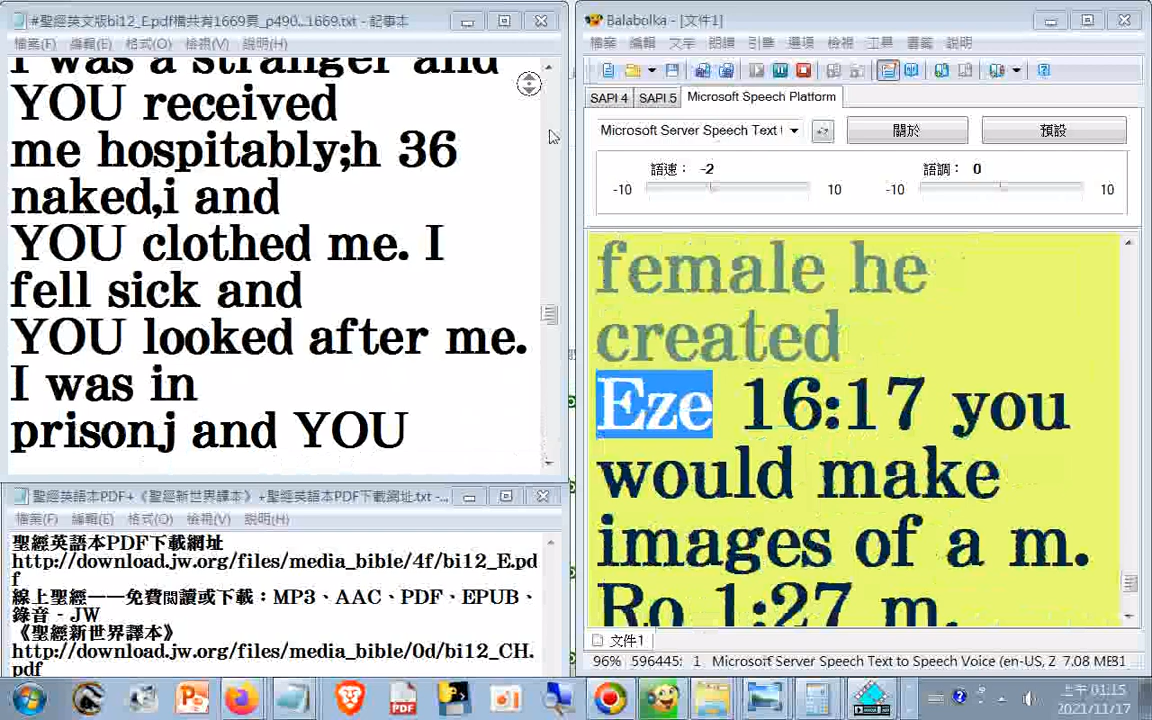 #聖經英文版bi12_E.pdf檔共有1669頁_p490...1669.txt - 記事本
檔案(F) 編輯(E) 格式(O) 檢視(V) 說明(H)
I was a stranger and
YOU received
me hospitably;h 36
naked,i and
YOU clothed me. I
fell sick and
YOU looked after me.
I was in
prisonj and YOU
聖經英語本PDF+《聖經新世界譯本》+聖經英語本PDF下載網址.txt - ...
檔案(F) 編輯(E) 格式(O) 檢視(V) 說明(H)
聖經英語本PDF下載網址
http://download.jw.org/files/media_bible/4f/bi12_E.pd
f
線上聖經——免費閱讀或下載：MP3、AAC、PDF、EPUB、
錄音 - JW
《聖經新世界譯本》
http://download.jw.org/files/media_bible/0d/bi12_CH.
pdf
Balabolka - [文件1]
檔案 編輯 文字 朗讀 引擎 選項 檢視 工具 書籤 說明
SAPI 4 SAPI 5 Microsoft Speech Platform
Microsoft Server Speech Text 關於 預設
語速： -2 語調： 0
-10 10 -10 10
female he
created
Eze 16:17 you
would make
images of a m.
Ro 1:27 m.
文件1
96% 596445: 1 Microsoft Server Speech Text to Speech Voice (en-US, Z 7.08 MB
上午 01:15
2021/11/17